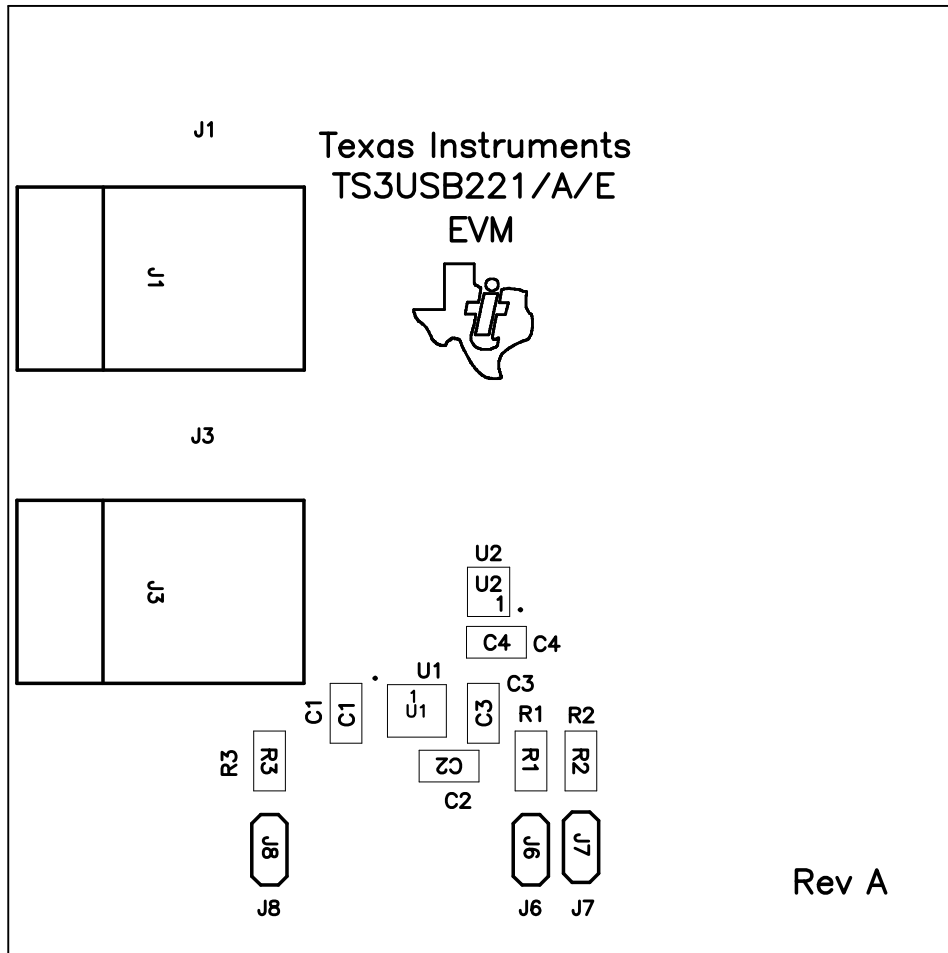 J1
Texas Instruments
TS3USB221/A/E
EVM
J1
J3
J3
U2
U2
1
C4 C4
U1
1
U1
C1 C1
C3
C3
R1 R2
R1 R2
R3 R3
C2
C2
J8 J6 J7
J8 J6 J7
Rev A